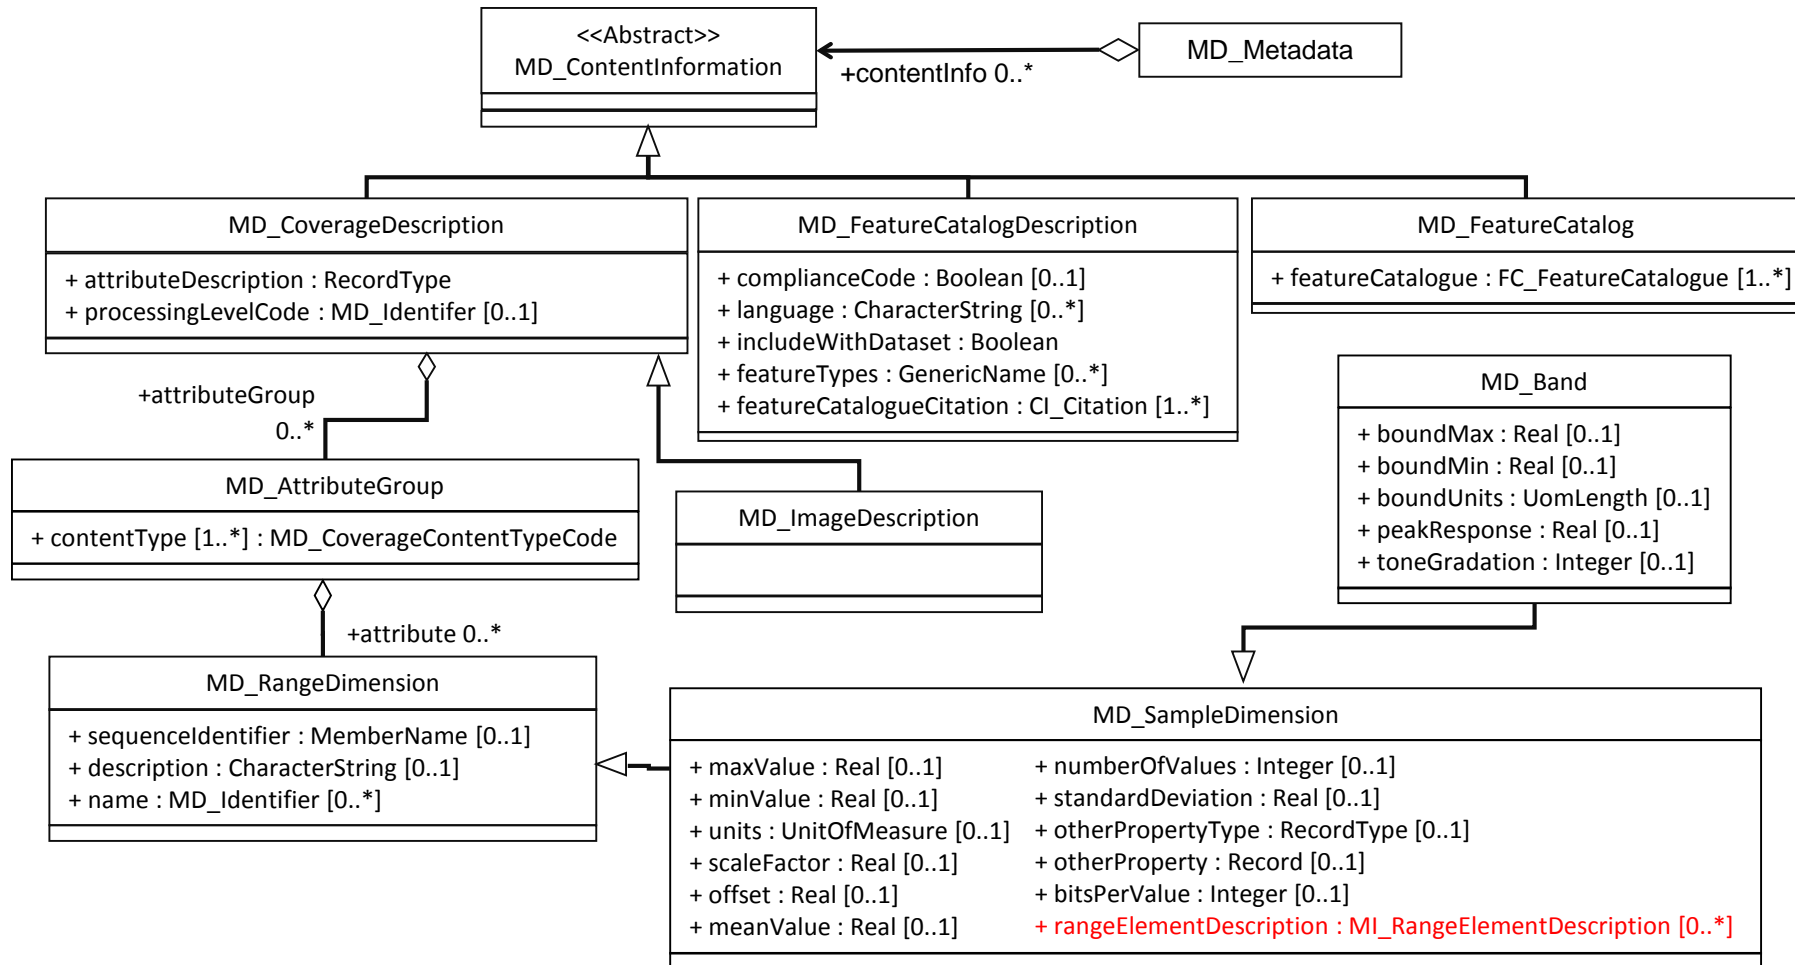 <<Abstract>>
MD_ContentInformation
MD_Metadata
+contentInfo 0..*
MD_CoverageDescription
+ attributeDescription : RecordType
+ processingLevelCode : MD_Identifer [0..1]
MD_FeatureCatalogDescription
+ complianceCode : Boolean [0..1]
+ language : CharacterString [0..*]
+ includeWithDataset : Boolean
+ featureTypes : GenericName [0..*]
+ featureCatalogueCitation : CI_Citation [1..*]
MD_FeatureCatalog
+ featureCatalogue : FC_FeatureCatalogue [1..*]
+attributeGroup
0..*
MD_AttributeGroup
+ contentType [1..*] : MD_CoverageContentTypeCode
MD_ImageDescription
MD_Band
+ boundMax : Real [0..1]
+ boundMin : Real [0..1]
+ boundUnits : UomLength [0..1]
+ peakResponse : Real [0..1]
+ toneGradation : Integer [0..1]
+attribute 0..*
MD_RangeDimension
+ sequenceIdentifier : MemberName [0..1]
+ description : CharacterString [0..1]
+ name : MD_Identifier [0..*]
MD_SampleDimension
+ maxValue : Real [0..1]
+ minValue : Real [0..1]
+ units : UnitOfMeasure [0..1]
+ scaleFactor : Real [0..1]
+ offset : Real [0..1]
+ meanValue : Real [0..1]
+ numberOfValues : Integer [0..1]
+ standardDeviation : Real [0..1]
+ otherPropertyType : RecordType [0..1]
+ otherProperty : Record [0..1]
+ bitsPerValue : Integer [0..1]
+ rangeElementDescription : MI_RangeElementDescription [0..*]